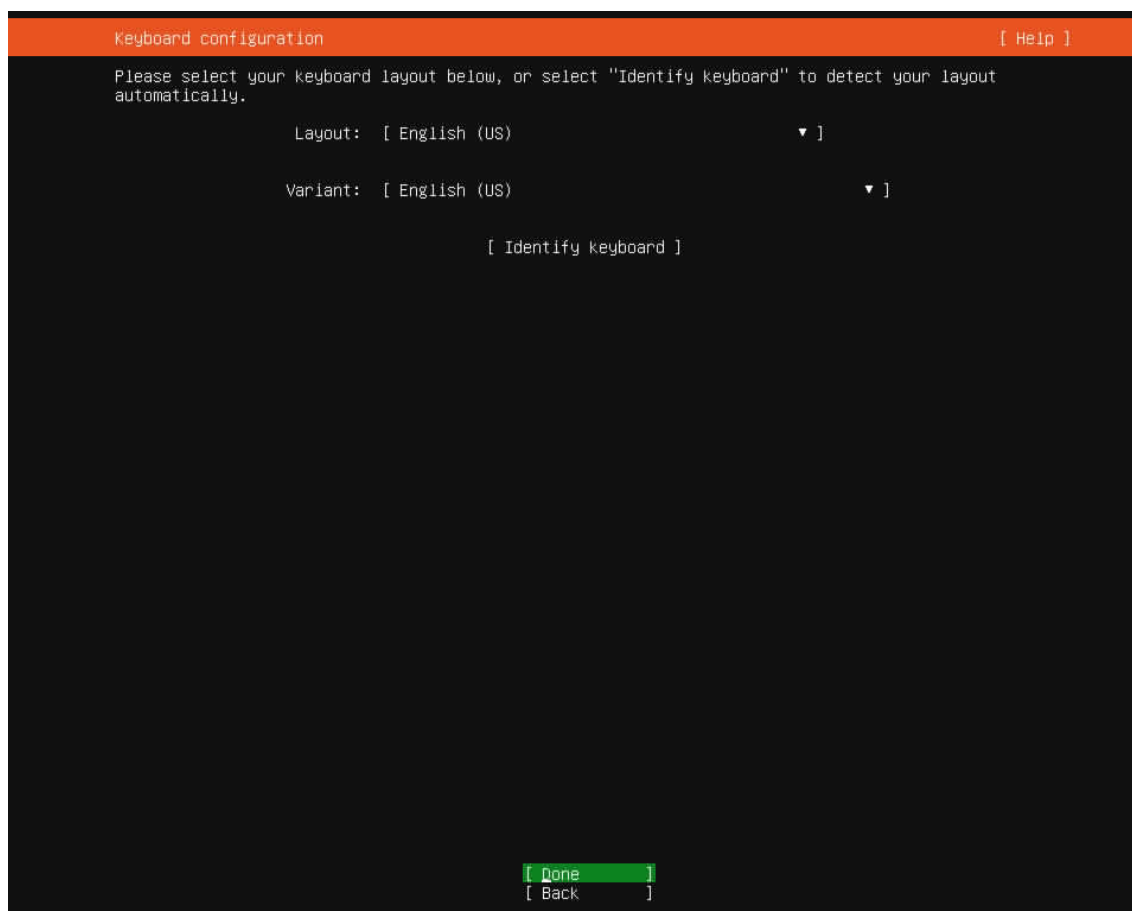 Keyboard configuration [ Help ]
Please select your keyboard layout below, or select "Identify keyboard" to detect your layout
automatically.
Layout: [ English (US) ▾ ]
Variant: [ English (US) ▾ ]
[ Identify keyboard ]
[ Done ]
[ Back ]